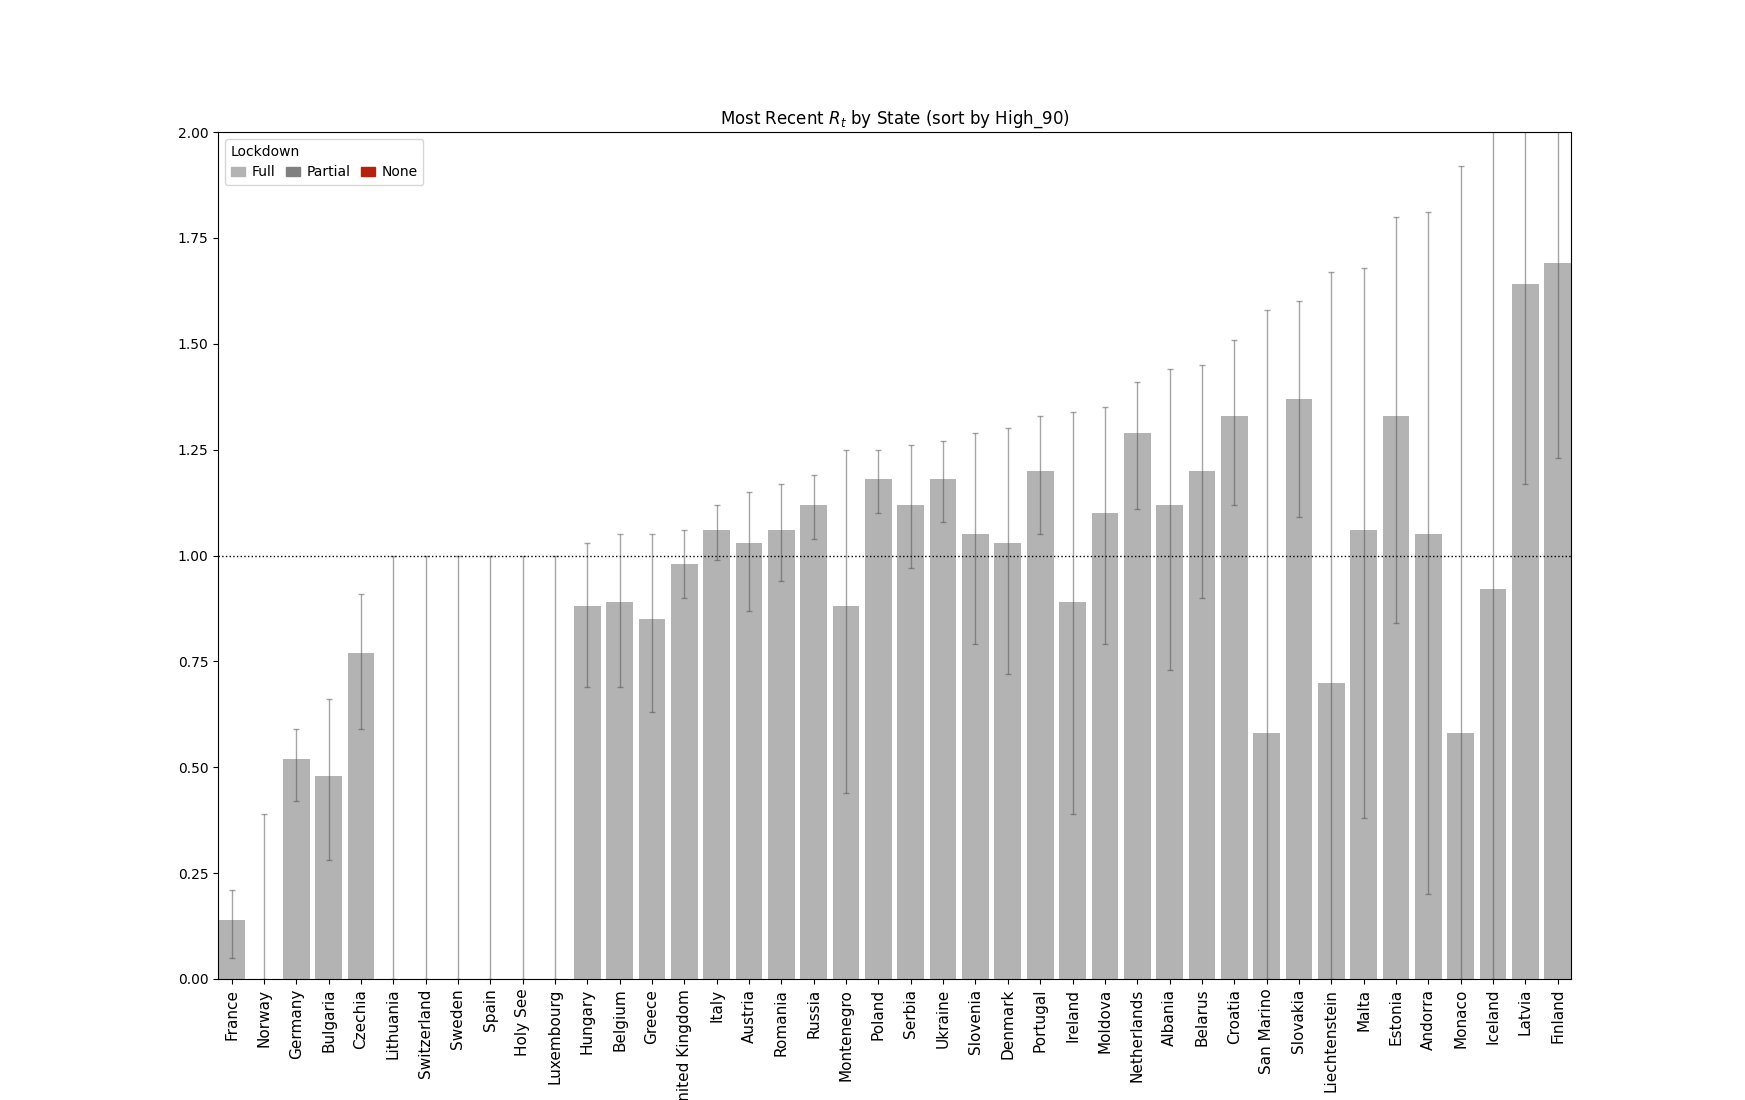 Most Recent R_t by State (sort by High_90)
Lockdown
Full Partial None
2.00
1.75
1.50
1.25
1.00
0.75
0.50
0.25
0.00
France
Norway
Germany
Bulgaria
Czechia
Lithuania
Switzerland
Sweden
Spain
Holy See
Luxembourg
Hungary
Belgium
Greece
nited Kingdom
Italy
Austria
Romania
Russia
Montenegro
Poland
Serbia
Ukraine
Slovenia
Denmark
Portugal
Ireland
Moldova
Netherlands
Albania
Belarus
Croatia
San Marino
Slovakia
Liechtenstein
Malta
Estonia
Andorra
Monaco
Iceland
Latvia
Finland